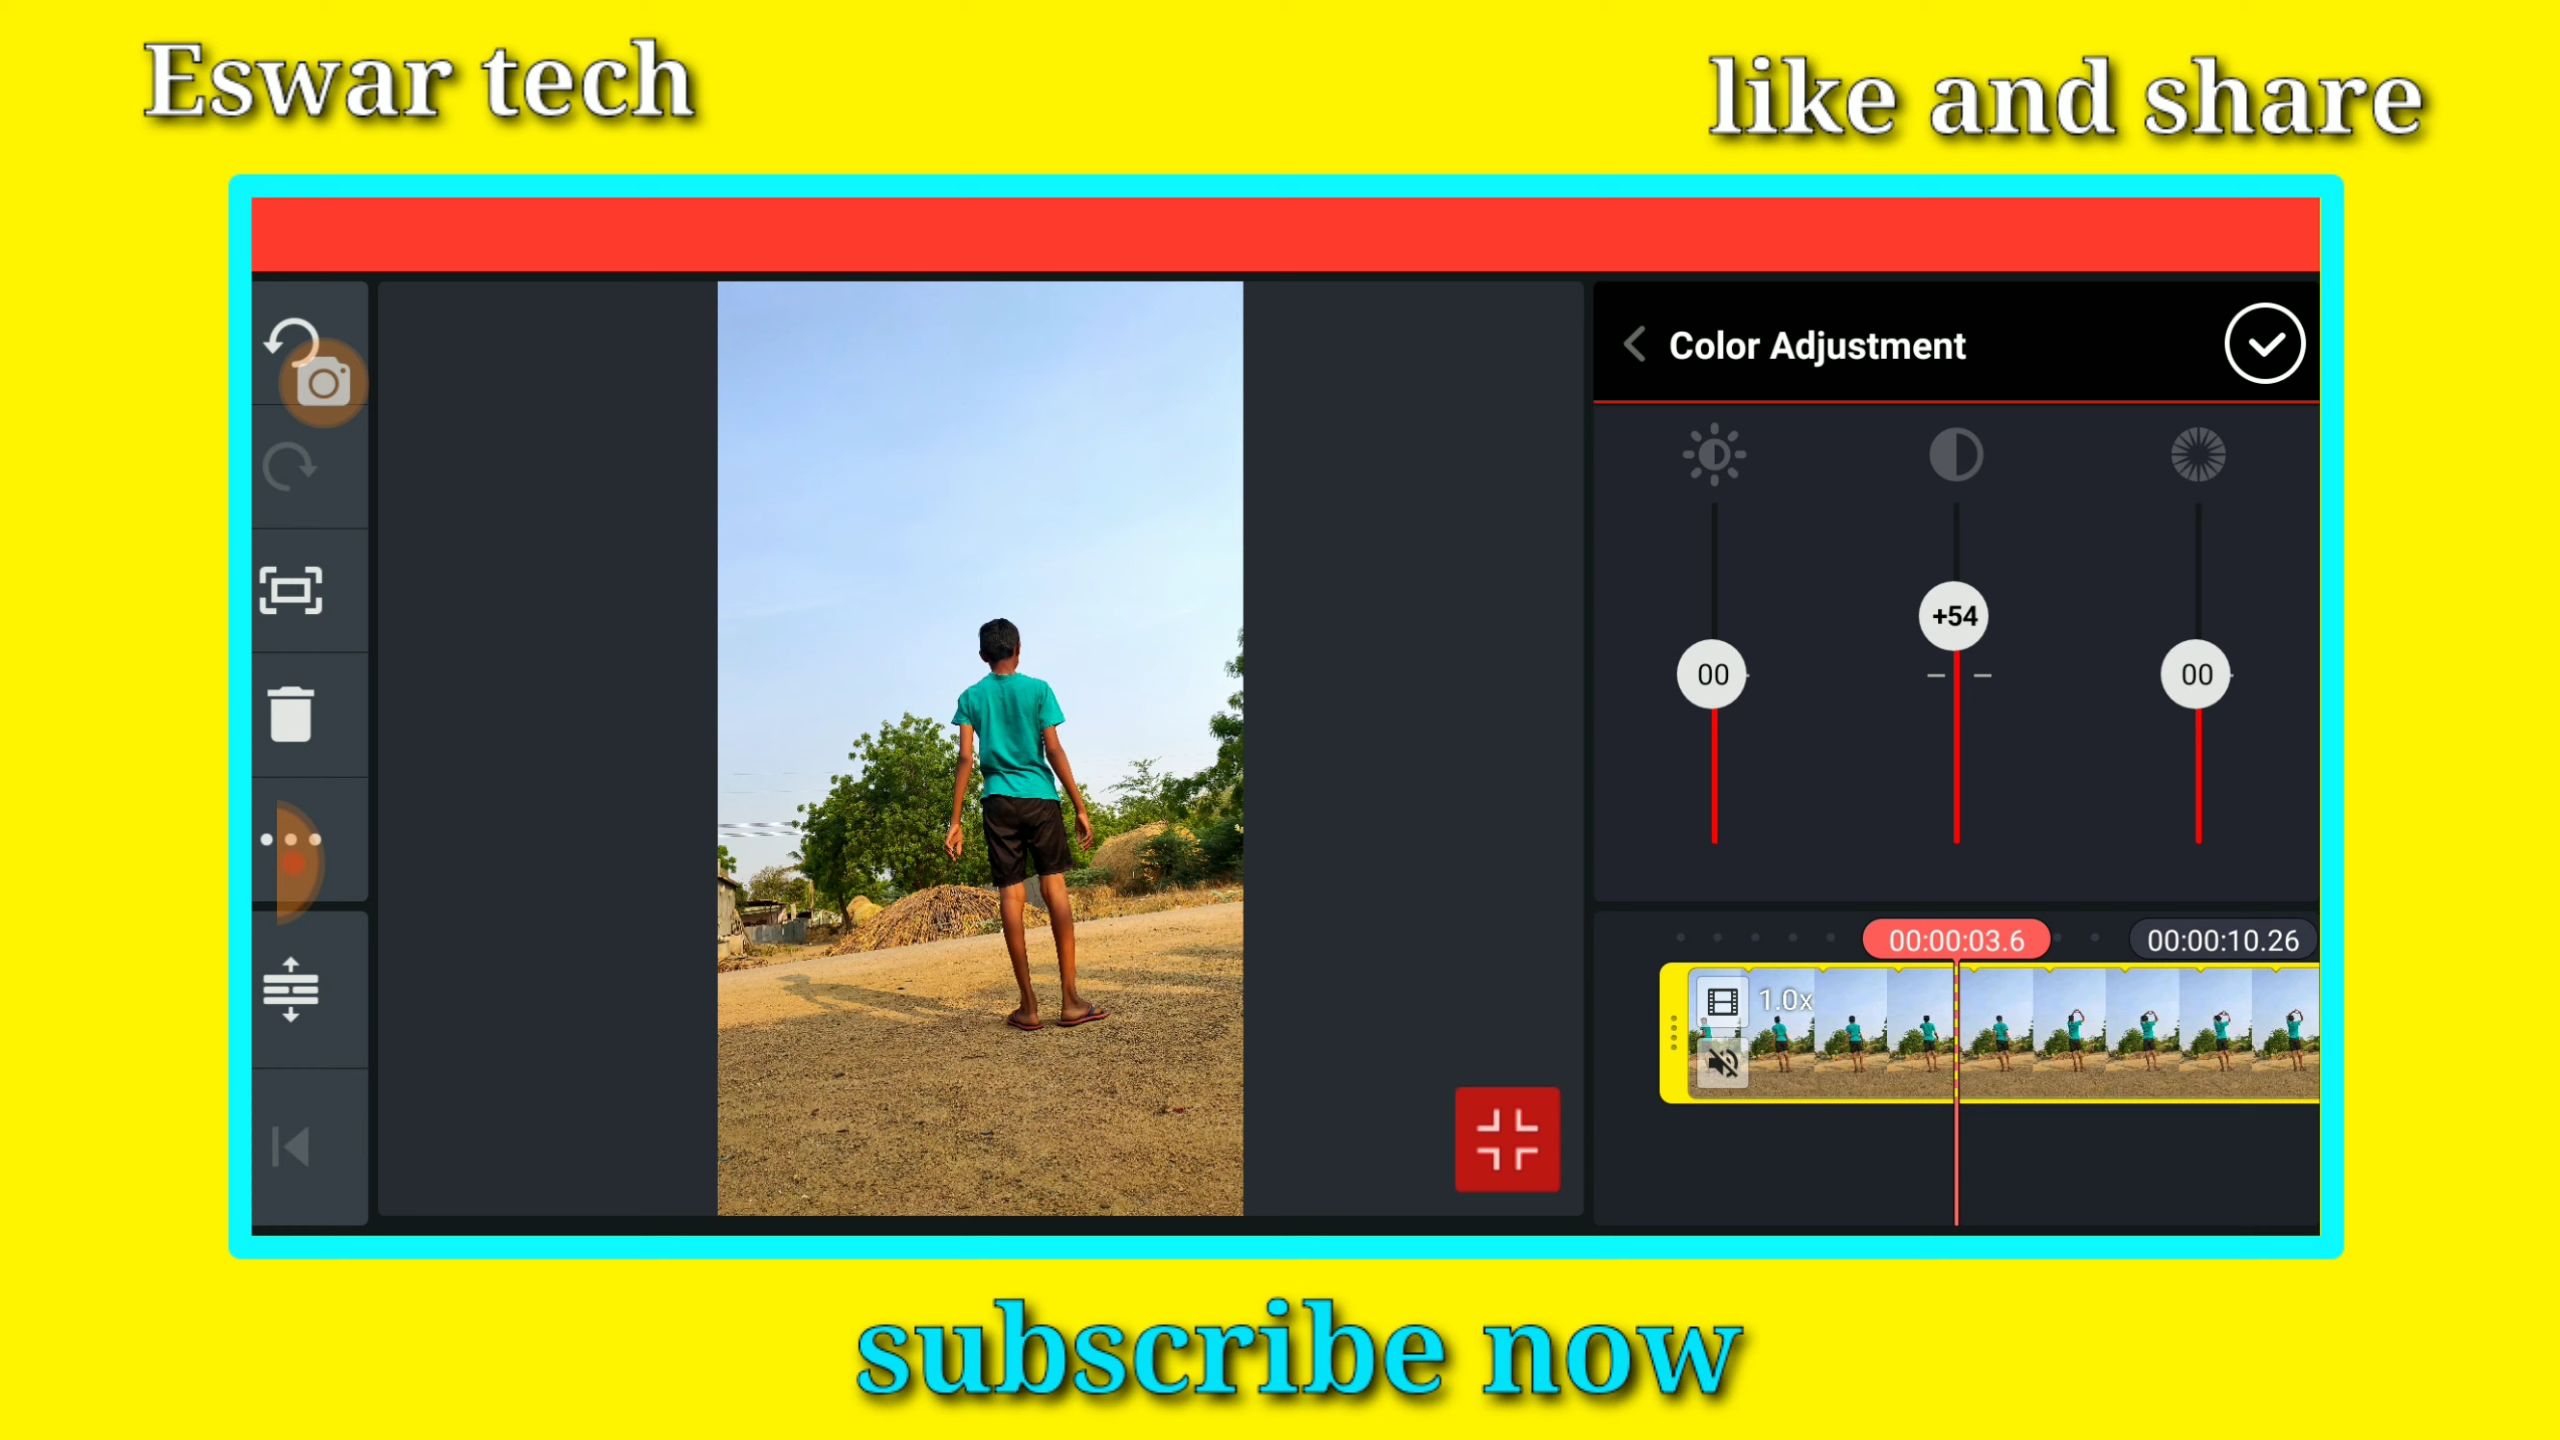 Eswar tech
like and share
Color Adjustment
+54
00
00
00:00:03.6
00:00:10.26
1.0x
subscribe now